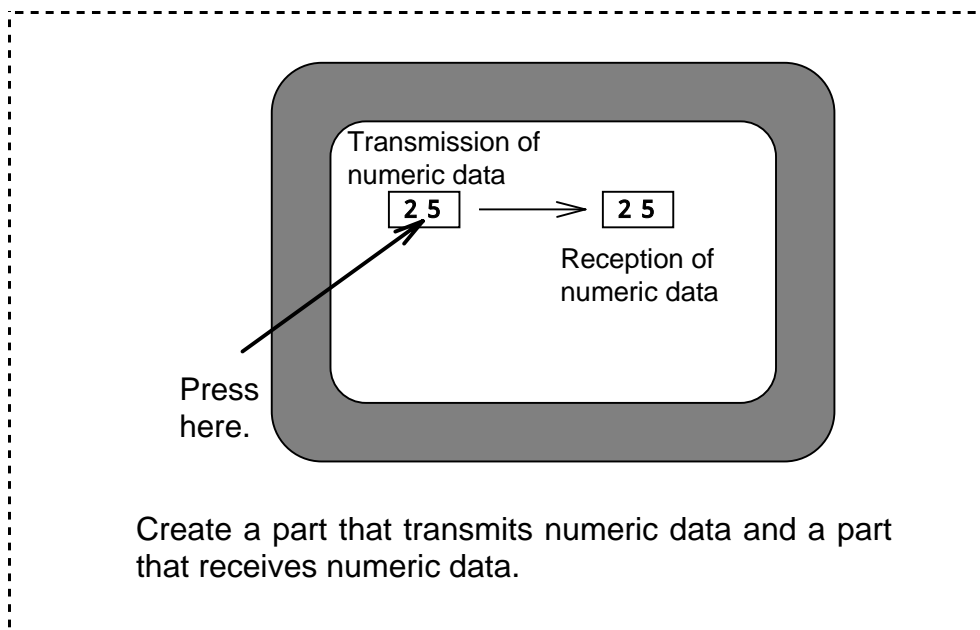 Transmission of
numeric data
2 5
2 5
Reception of
numeric data
Press
here.
Create a part that transmits numeric data and a part
that receives numeric data.